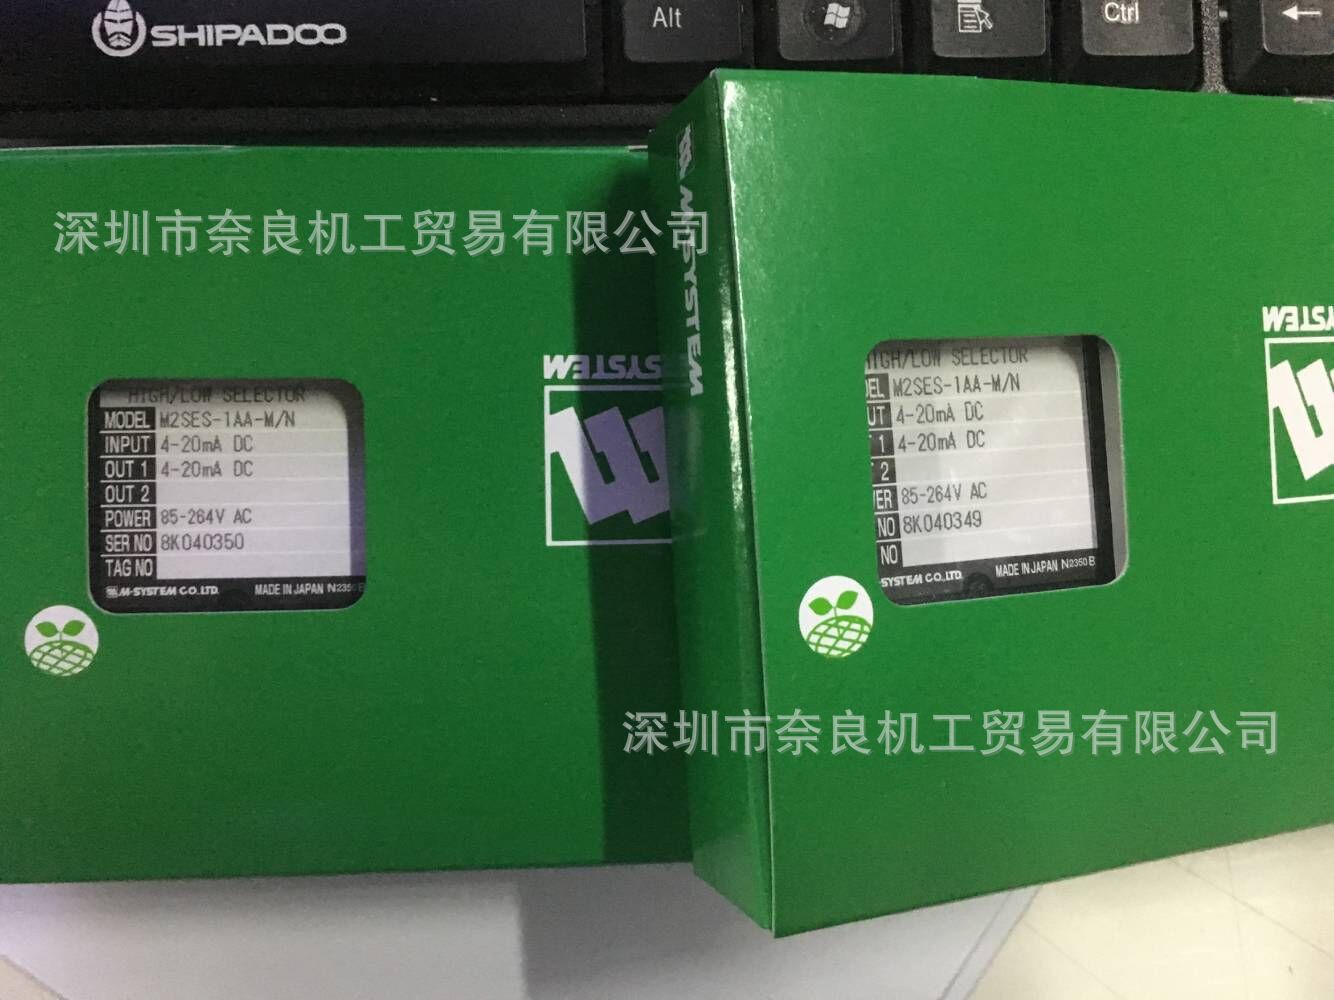 SHIPADOO
Alt
Ctrl
深圳市奈良机工贸易有限公司
M-SYSTEM
SYSTEM
HIGH/LOW SELECTOR
MODEL M2SES-1AA-M/N
INPUT 4-20mA DC
OUT 1 4-20mA DC
OUT 2
POWER 85-264V AC
SER NO 8K040350
TAG NO
M-SYSTEM CO.,LTD. MADE IN JAPAN N2350B
SYSTEM
HIGH/LOW SELECTOR
DEL M2SES-1AA-M/N
UT 4-20mA DC
T 1 4-20mA DC
T 2
ER 85-264V AC
NO 8K040349
NO
-SYSTEM CO.,LTD. MADE IN JAPAN N2350B
深圳市奈良机工贸易有限公司